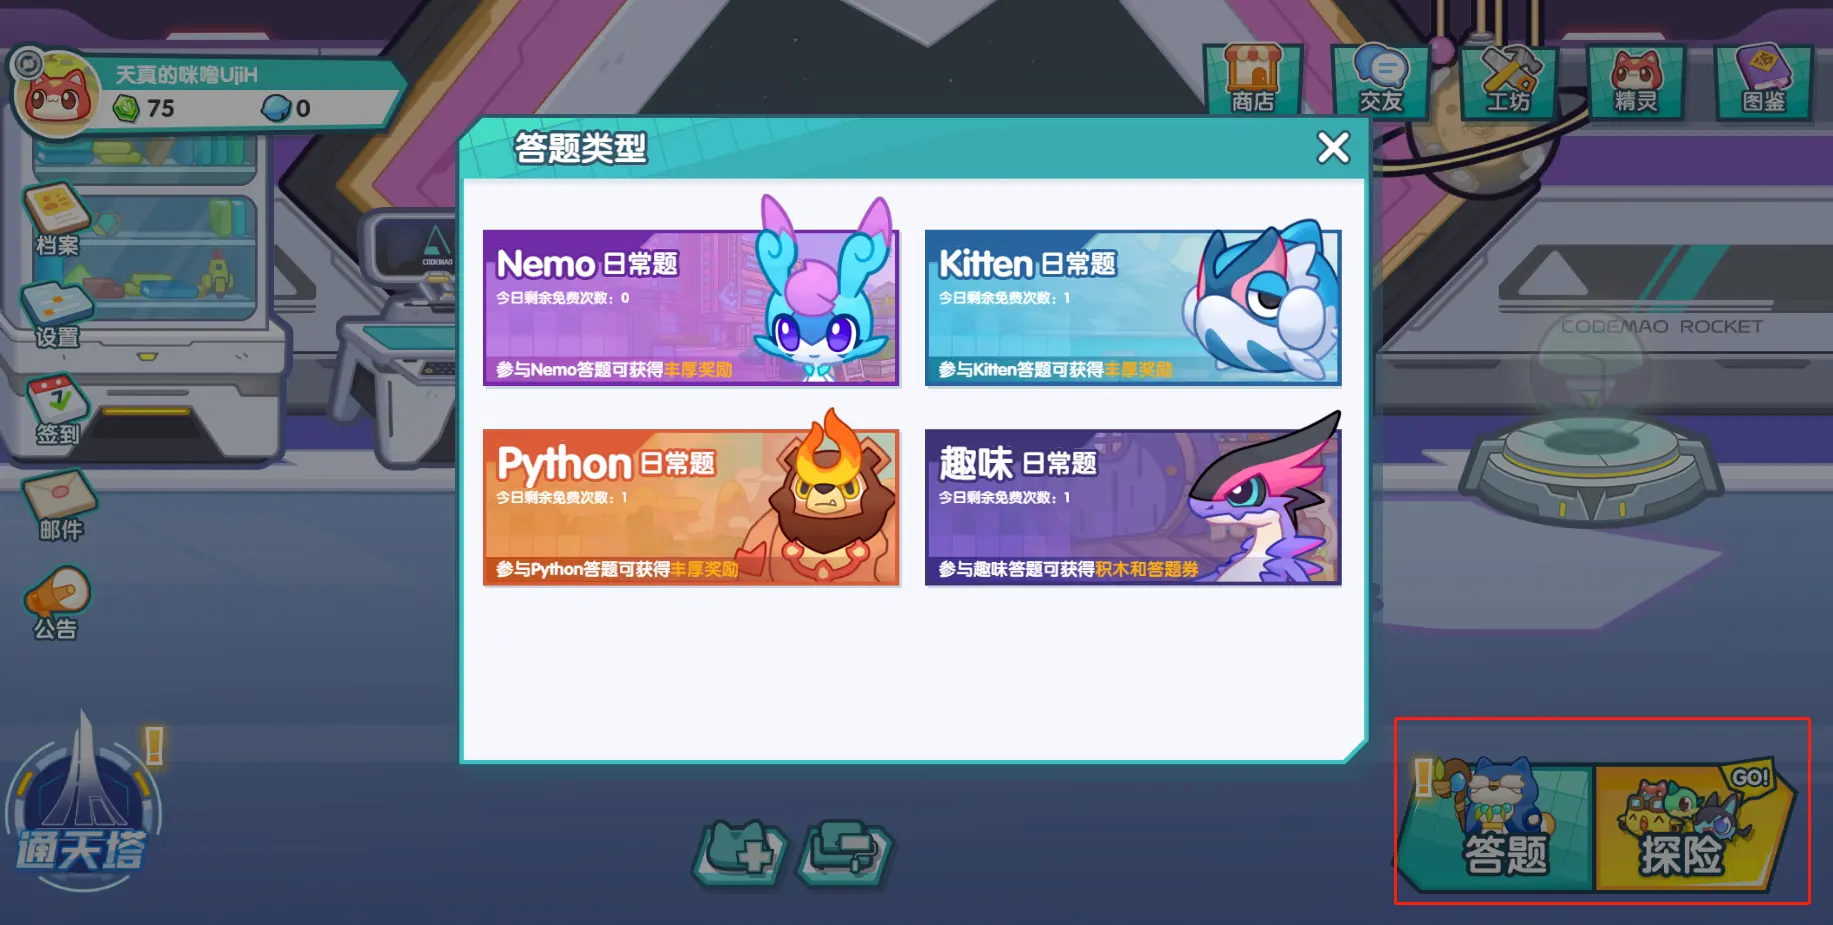 天真的咪噜UjiH
75
0
商店
交友
工坊
精灵
图鉴
答题类型
档案
设置
签到
邮件
公告
CODEMAO
Nemo 日常题
今日剩余免费次数：0
参与Nemo答题可获得丰厚奖励
Kitten 日常题
今日剩余免费次数：1
参与Kitten答题可获得丰厚奖励
Python 日常题
今日剩余免费次数：1
参与Python答题可获得丰厚奖励
趣味 日常题
今日剩余免费次数：1
参与趣味答题可获得积木和答题券
CODEMAO ROCKET
通天塔
答题
GO!
探险